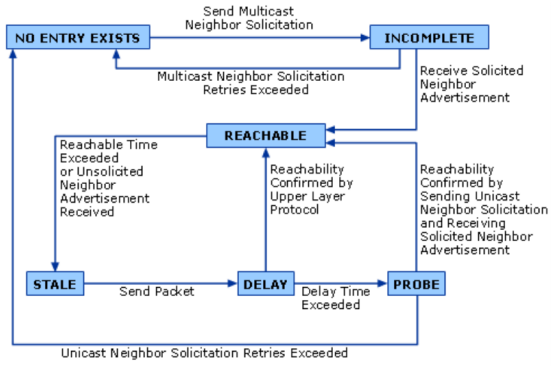 Send Multicast
Neighbor Solicitation
NO ENTRY EXISTS
INCOMPLETE
Multicast Neighbor Solicitation
Retries Exceeded
Receive Solicited
Neighbor
Advertisement
REACHABLE
Reachable Time
Exceeded
or Unsolicited
Neighbor
Advertisement
Received
Reachability
Confirmed by
Upper Layer
Protocol
Reachability
Confirmed by
Sending Unicast
Neighbor Solicitation
and Receiving
Solicited Neighbor
Advertisement
STALE
Send Packet
DELAY
Delay Time
Exceeded
PROBE
Unicast Neighbor Solicitation Retries Exceeded